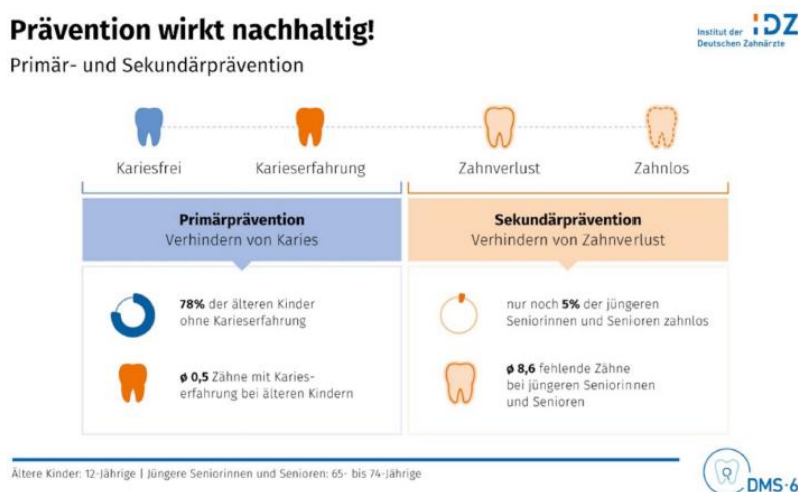 Prävention wirkt nachhaltig!
Primär- und Sekundärprävention
Institut der IDZ
Deutschen Zahnärzte
Kariesfrei
Karieserfahrung
Zahnverlust
Zahnlos
Primärprävention
Verhindern von Karies
78% der älteren Kinder
ohne Karieserfahrung
ø 0,5 Zähne mit Karies-
erfahrung bei älteren Kindern
Sekundärprävention
Verhindern von Zahnverlust
nur noch 5% der jüngeren
Seniorinnen und Senioren zahnlos
ø 8,6 fehlende Zähne
bei jüngeren Seniorinnen
und Senioren
Ältere Kinder: 12-Jährige | Jüngere Seniorinnen und Senioren: 65- bis 74-Jährige
DMS·6